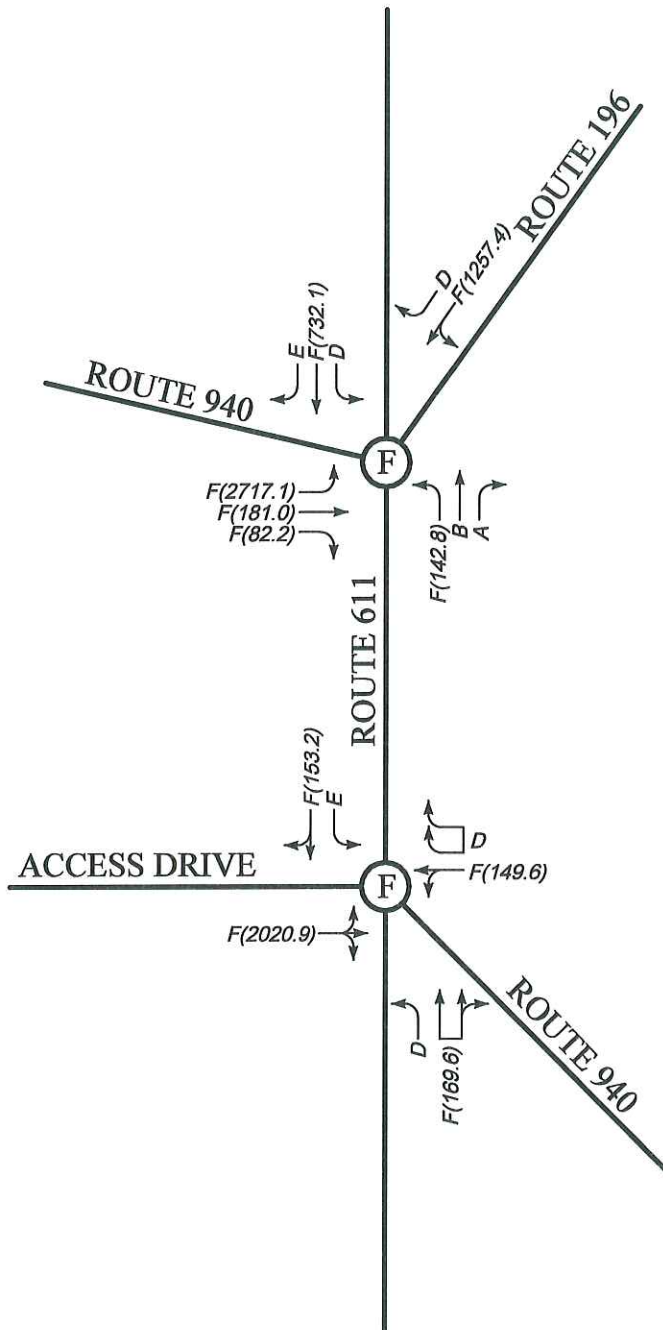 ROUTE 196
D
F(1257.4)
E
F(732.1)
D
ROUTE 940
F
F(2717.1)
F(181.0)
F(82.2)
F(142.8)
B
A
ROUTE 611
F(153.2)
E
D
ACCESS DRIVE
F
F(149.6)
F(2020.9)
D
F(169.6)
ROUTE 940